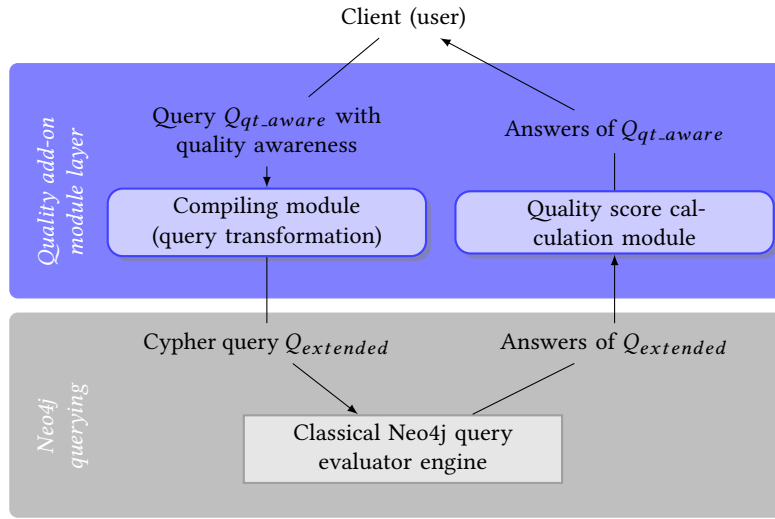 Client (user)
Quality add-on
module layer
Query Q_qt_aware with
quality awareness
Answers of Q_qt_aware
Compiling module
(query transformation)
Quality score cal-
culation module
Neo4j
querying
Cypher query Q_extended
Answers of Q_extended
Classical Neo4j query
evaluator engine